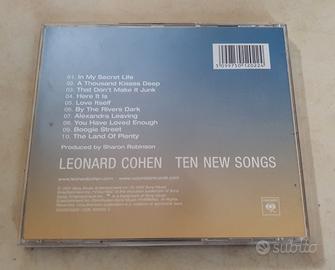 5099750120224
01. In My Secret Life
02. A Thousand Kisses Deep
03. That Don't Make it Junk
04. Here It Is
05. Love Itself
06. By The Rivers Dark
07. Alexandra Leaving
08. You Have Loved Enough
09. Boogie Street
10. The Land Of Plenty
Produced by Sharon Robinson
LEONARD COHEN TEN NEW SONGS
www.leonardcohen.com www.columbiarecords.com
subito